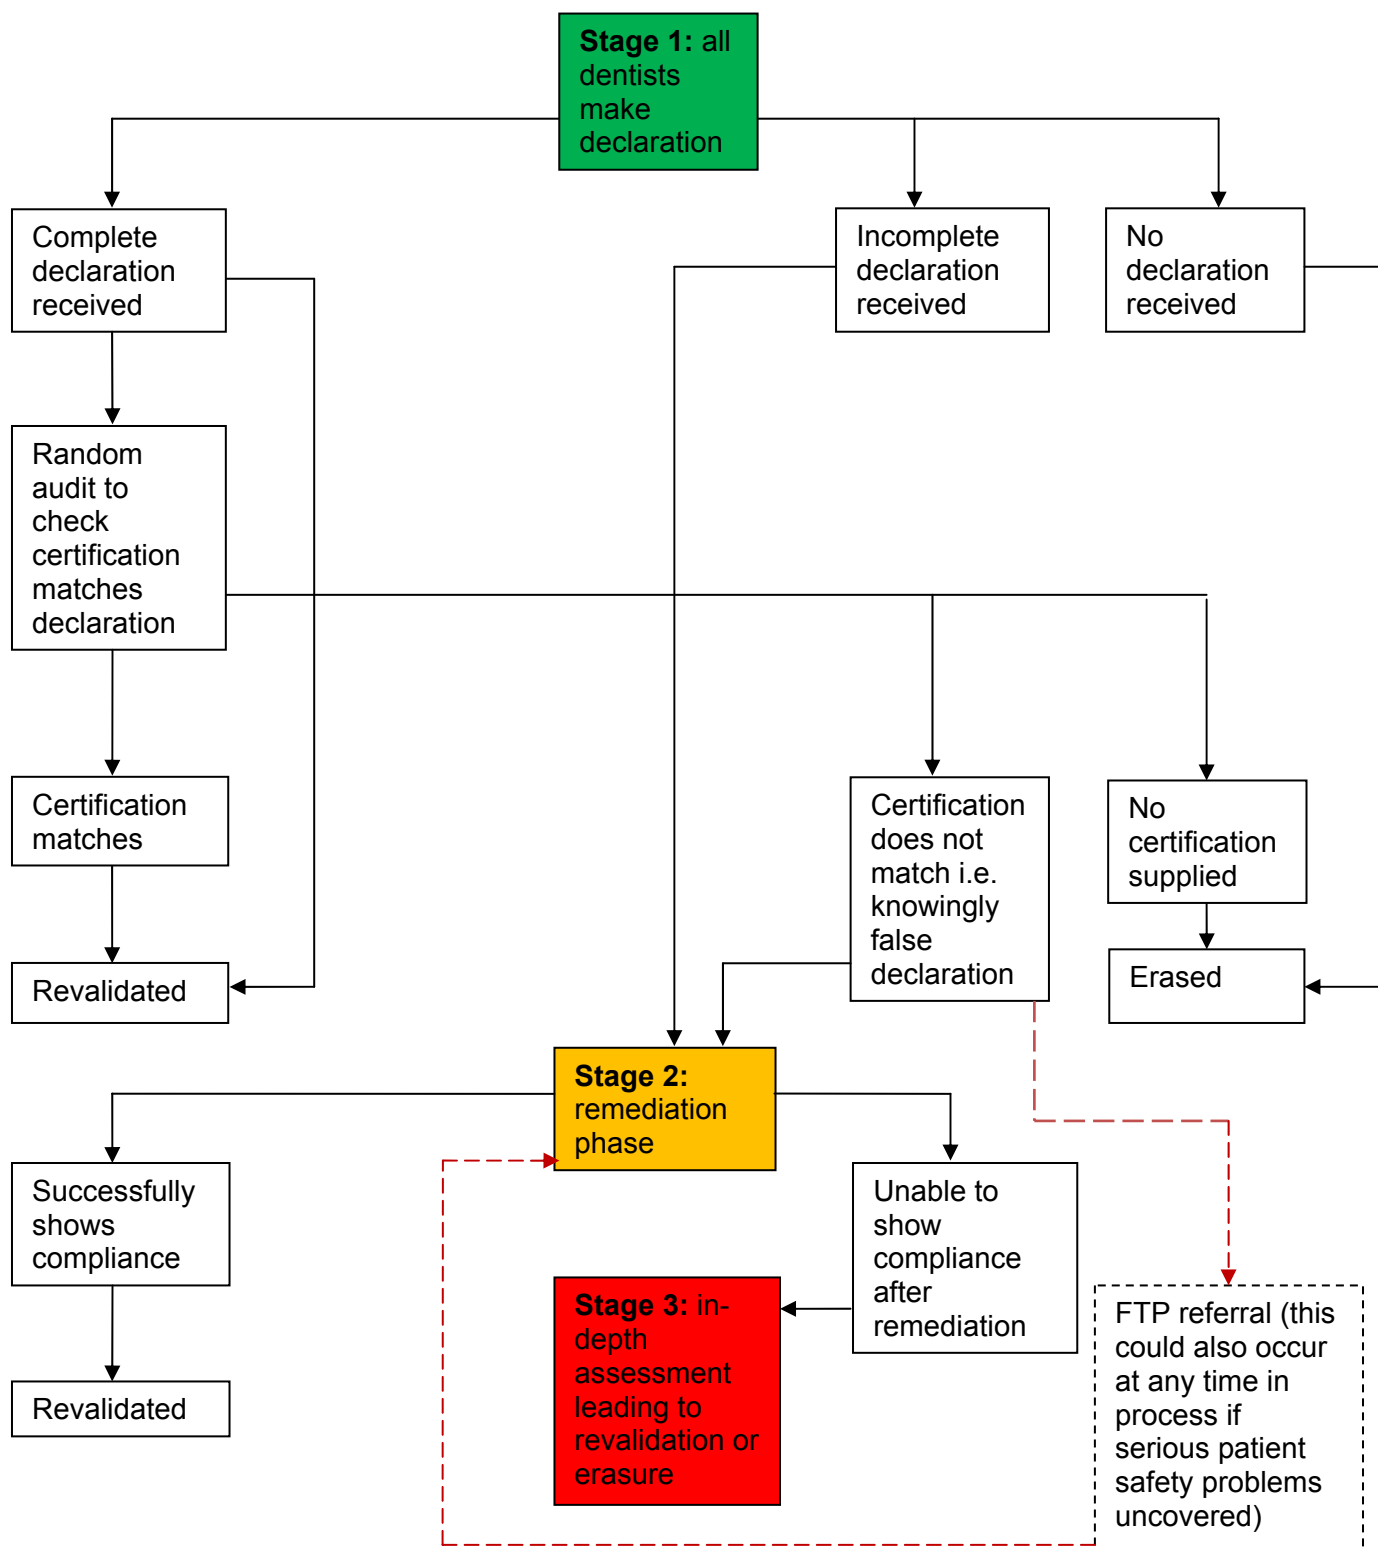 Stage 1: all
dentists
make
declaration
Complete
declaration
received
Incomplete
declaration
received
No
declaration
received
Random
audit to
check
certification
matches
declaration
Certification
matches
Certification
does not
match i.e.
knowingly
false
declaration
No
certification
supplied
Revalidated
Erased
Stage 2:
remediation
phase
Successfully
shows
compliance
Unable to
show
compliance
after
remediation
Stage 3: in-
depth
assessment
leading to
revalidation or
erasure
FTP referral (this
could also occur
at any time in
process if
serious patient
safety problems
uncovered)
Revalidated